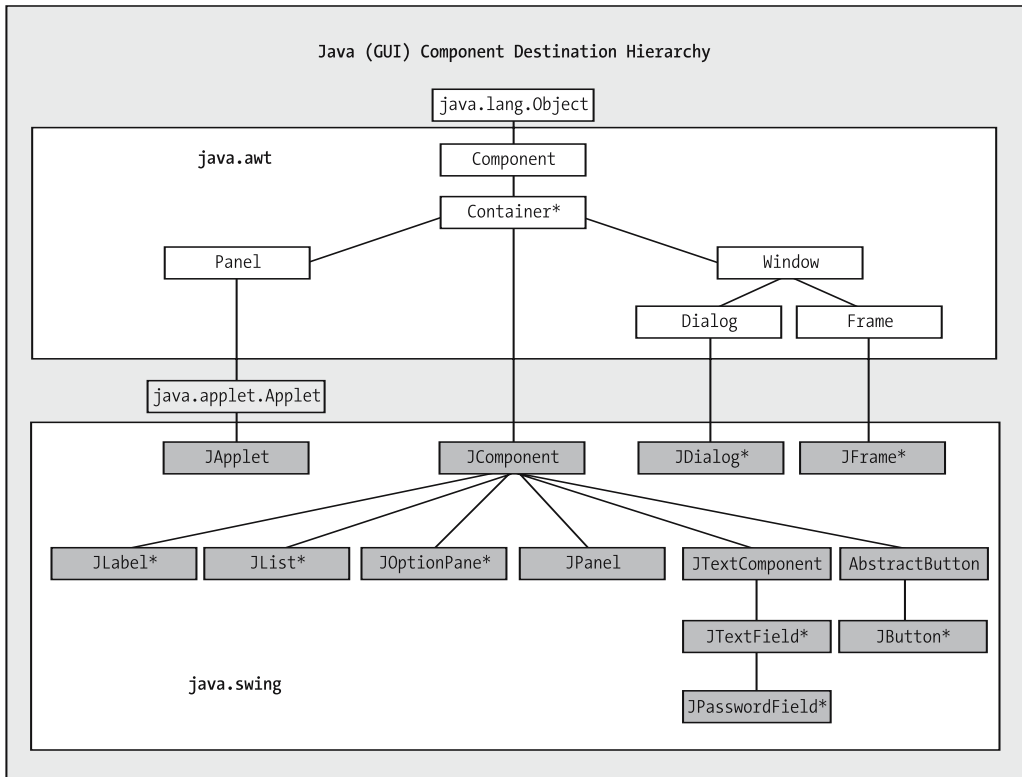 Java (GUI) Component Destination Hierarchy
java.lang.Object
java.awt
Component
Container*
Panel
Window
Dialog
Frame
java.applet.Applet
JApplet
JComponent
JDialog*
JFrame*
JLabel*
JList*
JOptionPane*
JPanel
JTextComponent
AbstractButton
JTextField*
JButton*
java.swing
JPasswordField*